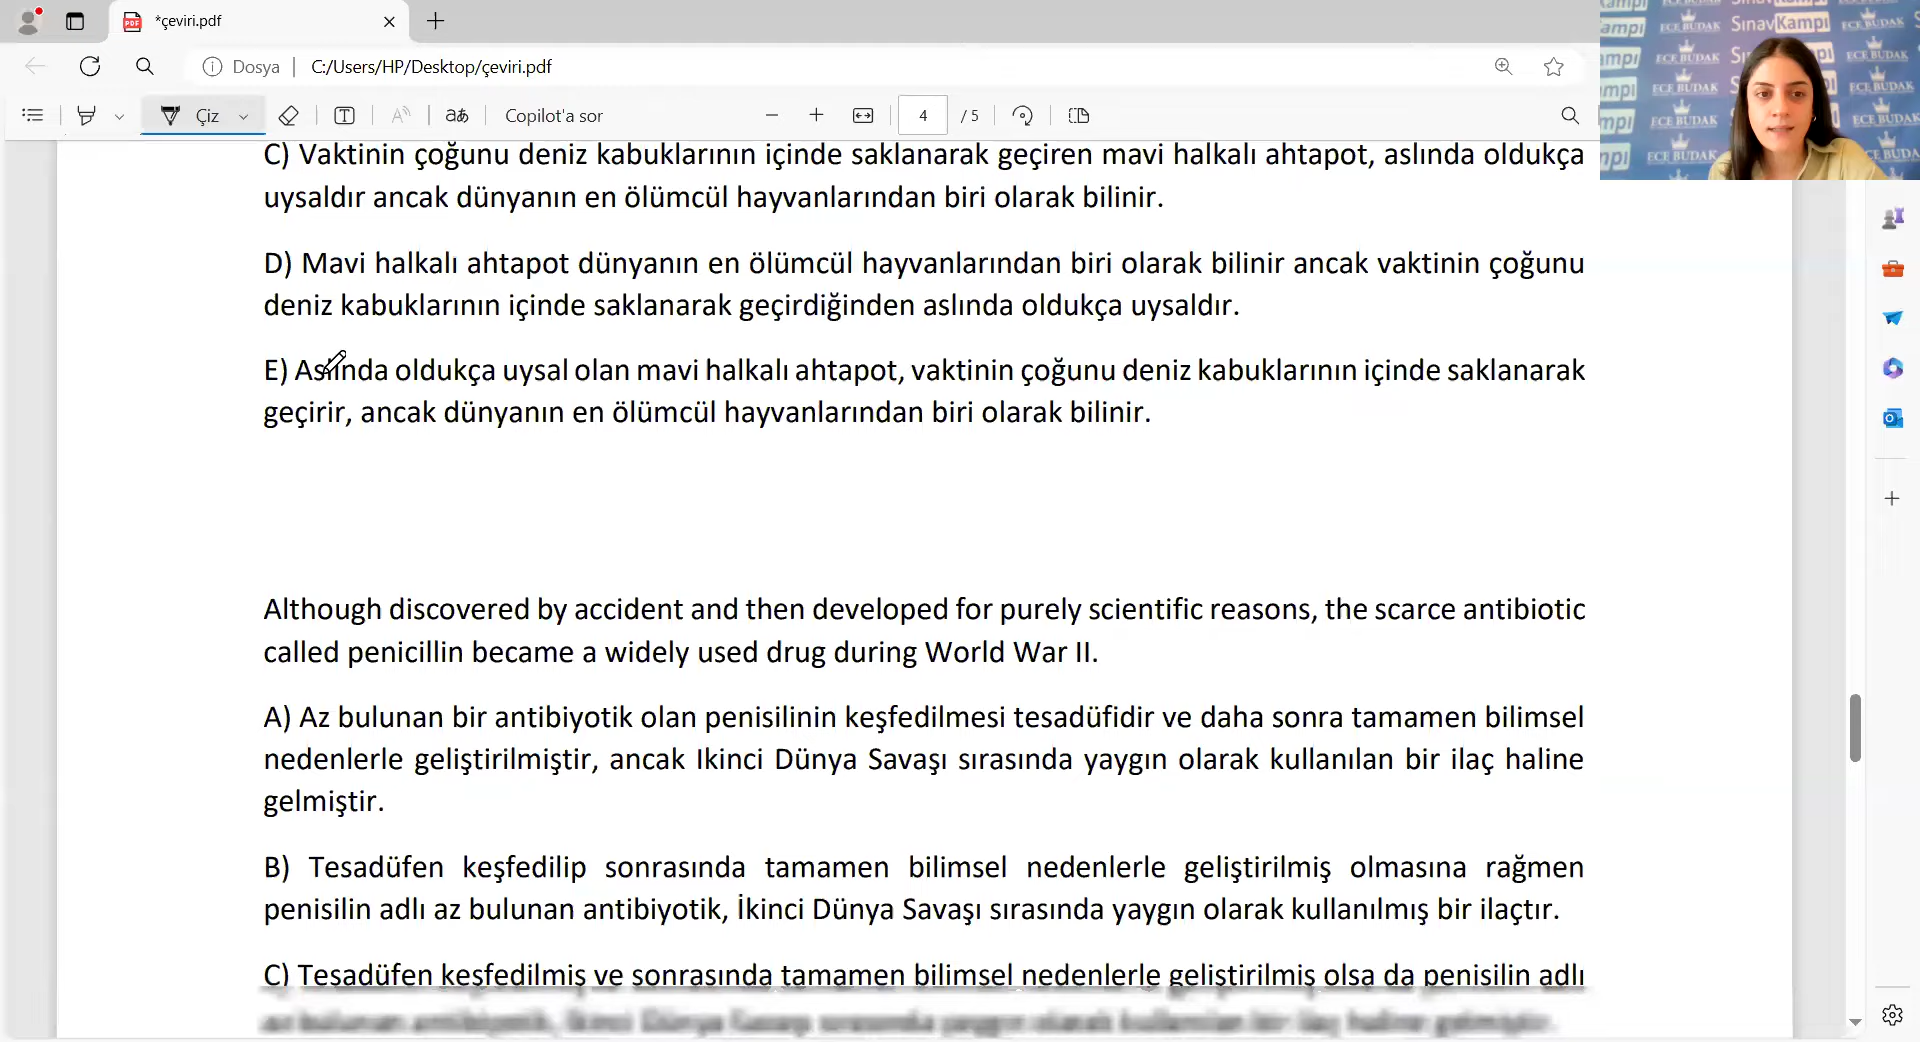 *çeviri.pdf
Dosya
C:/Users/HP/Desktop/çeviri.pdf
Çiz
Copilot'a sor
4
/ 5
SınavKampı
ECE BUDAK
C) Vaktinin çoğunu deniz kabuklarının içinde saklanarak geçiren mavi halkalı ahtapot, aslında oldukça
uysaldır ancak dünyanın en ölümcül hayvanlarından biri olarak bilinir.
D) Mavi halkalı ahtapot dünyanın en ölümcül hayvanlarından biri olarak bilinir ancak vaktinin çoğunu
deniz kabuklarının içinde saklanarak geçirdiğinden aslında oldukça uysaldır.
E) Aslında oldukça uysal olan mavi halkalı ahtapot, vaktinin çoğunu deniz kabuklarının içinde saklanarak
geçirir, ancak dünyanın en ölümcül hayvanlarından biri olarak bilinir.
Although discovered by accident and then developed for purely scientific reasons, the scarce antibiotic
called penicillin became a widely used drug during World War II.
A) Az bulunan bir antibiyotik olan penisilinin keşfedilmesi tesadüfidir ve daha sonra tamamen bilimsel
nedenlerle geliştirilmiştir, ancak Ikinci Dünya Savaşı sırasında yaygın olarak kullanılan bir ilaç haline
gelmiştir.
B) Tesadüfen keşfedilip sonrasında tamamen bilimsel nedenlerle geliştirilmiş olmasına rağmen
penisilin adlı az bulunan antibiyotik, İkinci Dünya Savaşı sırasında yaygın olarak kullanılmış bir ilaçtır.
C) Tesadüfen keşfedilmiş ve sonrasında tamamen bilimsel nedenlerle geliştirilmiş olsa da penisilin adlı